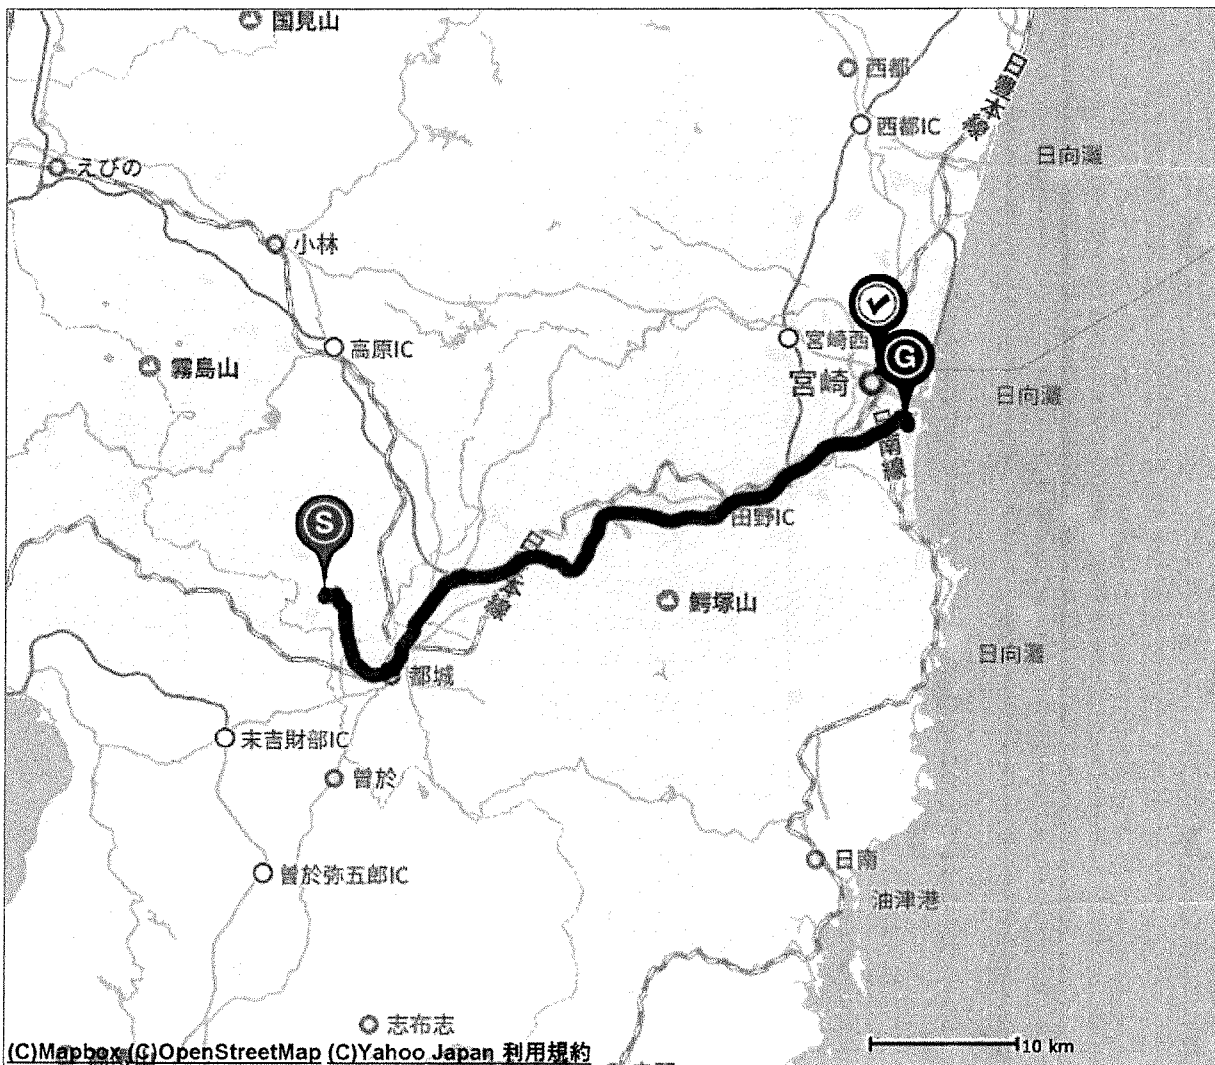 国見山
西都
日豊本線
西都IC
日向灘
えびの
小林
宮崎西
高原IC
霧島山
宮崎
G
日向灘
日南線
S
田野IC
日豊本線
鰐塚山
日向灘
都城
末吉財部IC
曽於
日南
曽於弥五郎IC
油津港
志布志
10 km
(C)Mapbox (C)OpenStreetMap (C)Yahoo Japan 利用規約